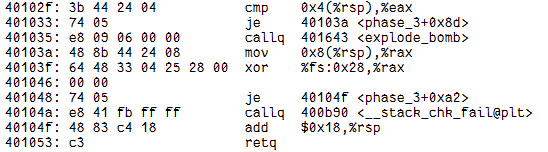 40102f: 3b 44 24 04 cmp 0x4(%rsp),%eax
401033: 74 05 je 40103a <phase_3+0x8d>
401035: e8 09 06 00 00 callq 401643 <explode_bomb>
40103a: 48 8b 44 24 08 mov 0x8(%rsp),%rax
40103f: 64 48 33 04 25 28 00 xor %fs:0x28,%rax
401046: 00 00
401048: 74 05 je 40104f <phase_3+0xa2>
40104a: e8 41 fb ff ff callq 400b90 <__stack_chk_fail@plt>
40104f: 48 83 c4 18 add $0x18,%rsp
401053: c3 retq